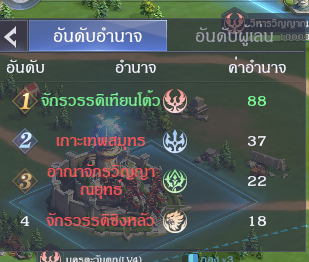 อันดับอำนาจ
อันดับผู้เล่น
อันดับ อำนาจ ค่าอำนาจ
1 จักรวรรดิเทียนโต้ว 88
2 เกาะเทพสมุทร 37
3 อาณาจักรวิญญา
ณยุทธ 22
4 จักรวรรดิซิงหลัว 18